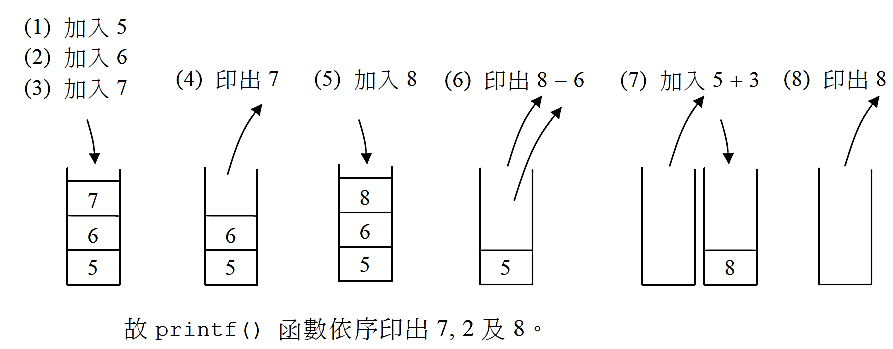 (1) 加入 5
(2) 加入 6
(3) 加入 7
(4) 印出 7
(5) 加入 8
(6) 印出 8 – 6
(7) 加入 5 + 3
(8) 印出 8
7
6
5
6
5
8
6
5
5
8
故 printf() 函數依序印出 7, 2 及 8。